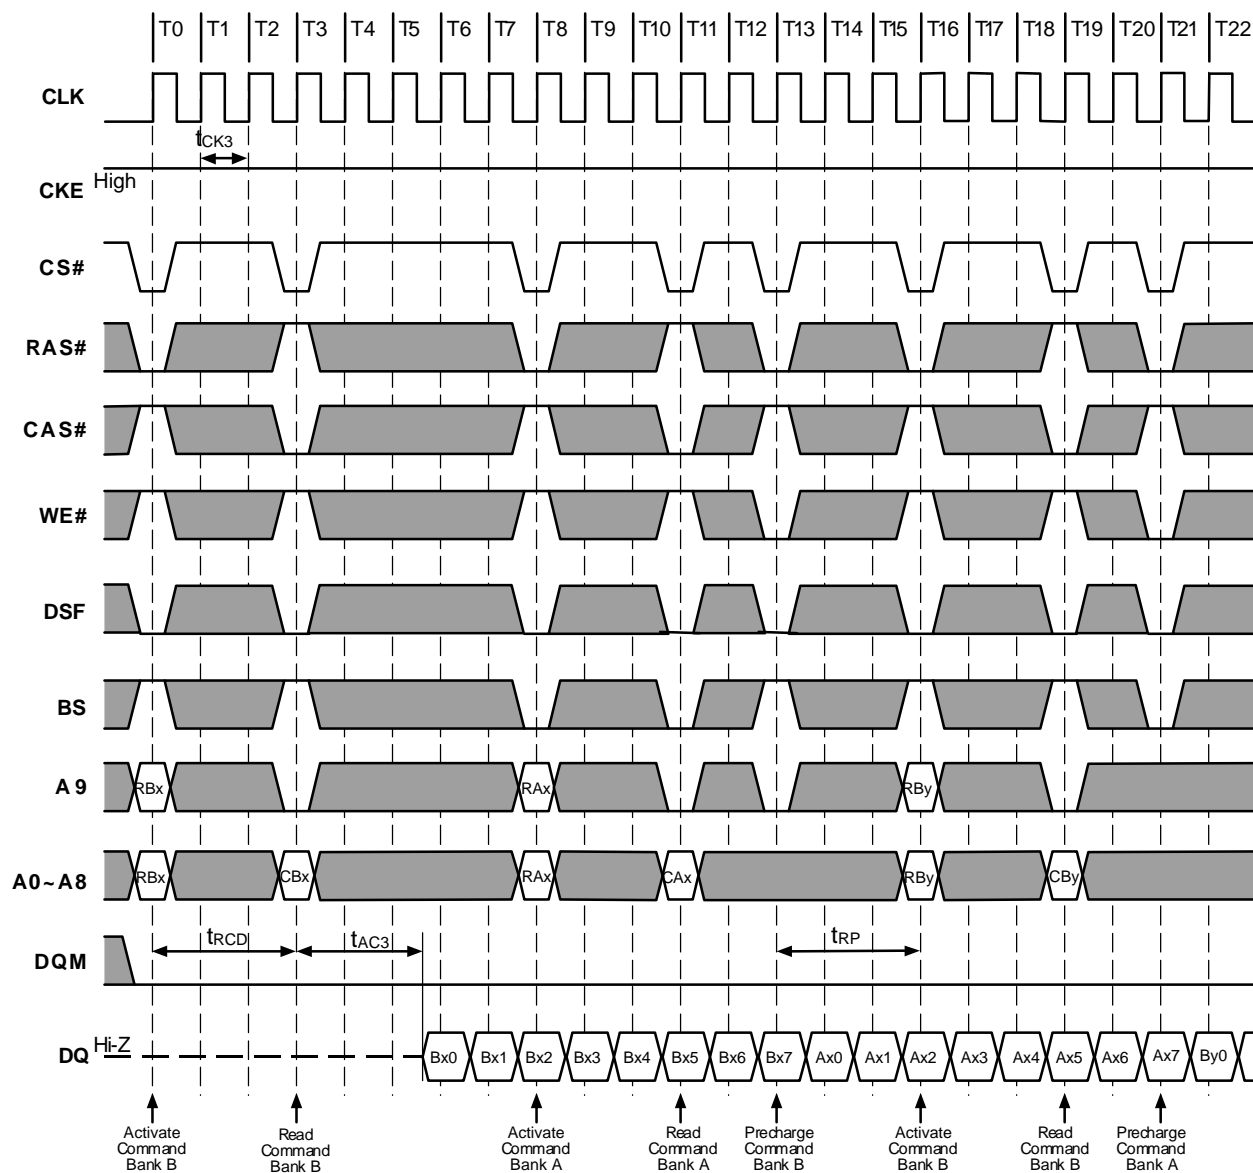 T0 T1 T2 T3 T4 T5 T6 T7 T8 T9 T10 T11 T12 T13 T14 T15 T16 T17 T18 T19 T20 T21 T22
CLK
tCK3
High
CKE
CS#
RAS#
CAS#
WE#
DSF
BS
A9
RBx RAx RBy
A0~A8
RBx CBx RAx CAx RBy CBy
tRCD tAC3 tRP
DQM
DQ Hi-Z
Bx0 Bx1 Bx2 Bx3 Bx4 Bx5 Bx6 Bx7 Ax0 Ax1 Ax2 Ax3 Ax4 Ax5 Ax6 Ax7 By0
Activate Command Bank B
Read Command Bank B
Activate Command Bank A
Read Command Bank A
Precharge Command Bank B
Activate Command Bank B
Read Command Bank B
Precharge Command Bank A